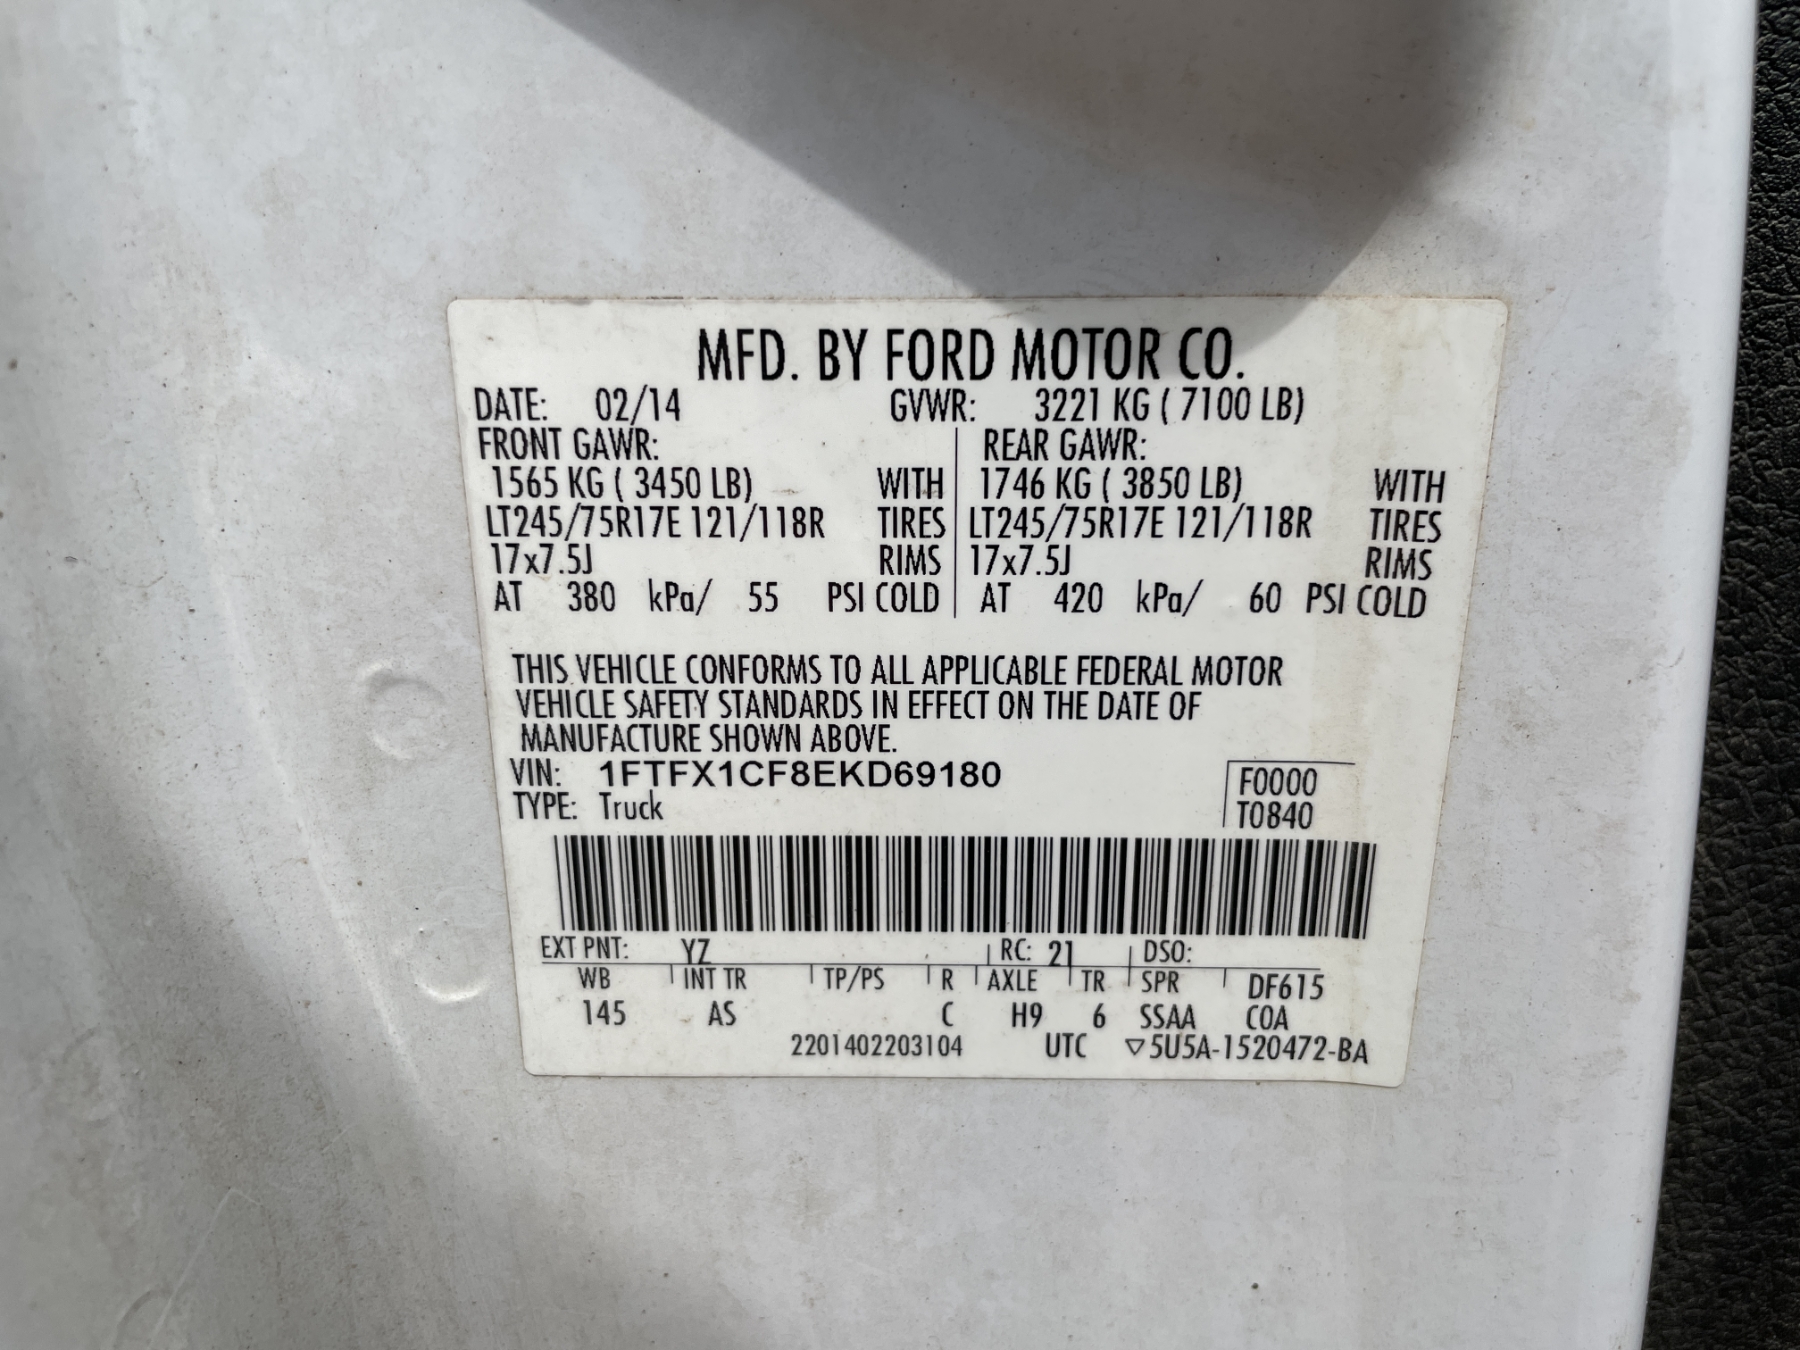 MFD. BY FORD MOTOR CO.
DATE: 02/14 GVWR: 3221 KG ( 7100 LB)
FRONT GAWR: REAR GAWR:
1565 KG ( 3450 LB) WITH 1746 KG ( 3850 LB) WITH
LT245/75R17E 121/118R TIRES LT245/75R17E 121/118R TIRES
17x7.5J RIMS 17x7.5J RIMS
AT 380 kPa/ 55 PSI COLD AT 420 kPa/ 60 PSI COLD
THIS VEHICLE CONFORMS TO ALL APPLICABLE FEDERAL MOTOR
VEHICLE SAFETY STANDARDS IN EFFECT ON THE DATE OF
MANUFACTURE SHOWN ABOVE.
VIN: 1FTFX1CF8EKD69180 F0000
TYPE: Truck T0840
EXT PNT: YZ RC: 21 DSO:
WB INT TR TP/PS R AXLE TR SPR DF615
145 AS C H9 6 SSAA COA
2201402203104 UTC ▽5U5A-1520472-BA